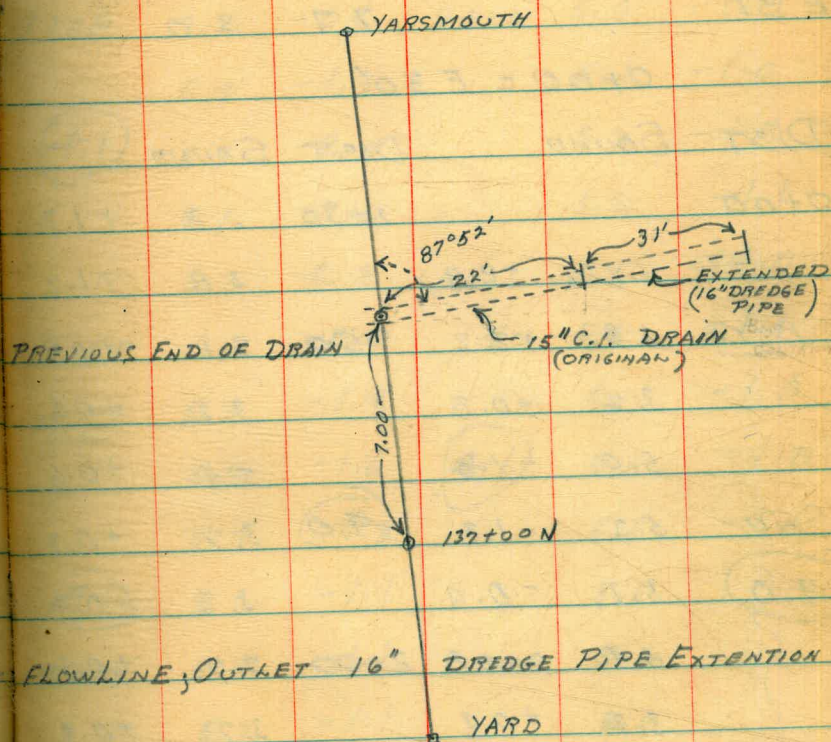 YARSMOUTH
87°52'
31'
22'
EXTENDED
(16" DREDGE
PIPE)
15" C.I. DRAIN
(ORIGINAL)
PREVIOUS END OF DRAIN
7.00
137+00 N
FLOWLINE; OUTLET 16" DREDGE PIPE EXTENTION
YARD